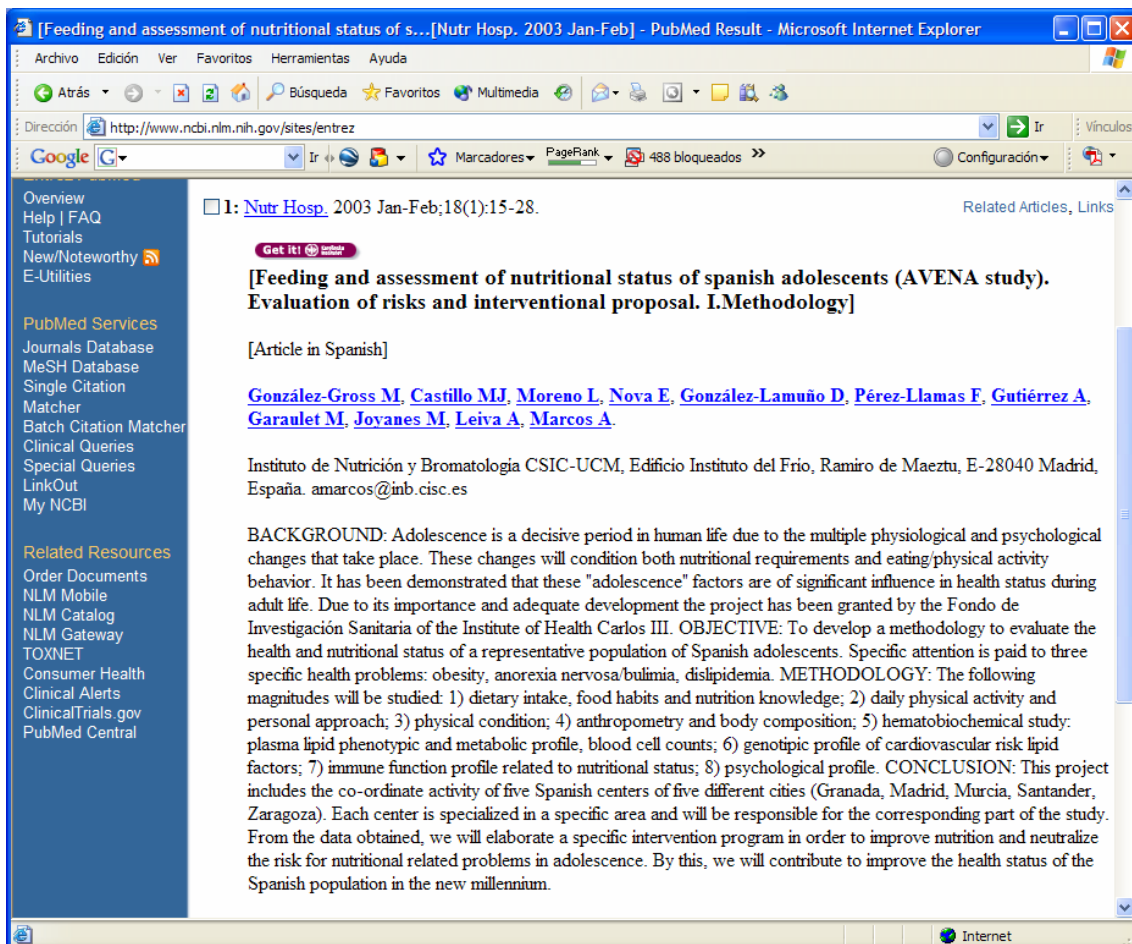 [Feeding and assessment of nutritional status of s...[Nutr Hosp. 2003 Jan-Feb] - PubMed Result - Microsoft Internet Explorer
Archivo Edición Ver Favoritos Herramientas Ayuda
Atrás Búsqueda Favoritos Multimedia
Dirección http://www.ncbi.nlm.nih.gov/sites/entrez Ir Vínculos
Google G Ir Marcadores PageRank 488 bloqueados » Configuración
Overview
Help | FAQ
Tutorials
New/Noteworthy
E-Utilities
PubMed Services
Journals Database
MeSH Database
Single Citation
Matcher
Batch Citation Matcher
Clinical Queries
Special Queries
LinkOut
My NCBI
Related Resources
Order Documents
NLM Mobile
NLM Catalog
NLM Gateway
TOXNET
Consumer Health
Clinical Alerts
ClinicalTrials.gov
PubMed Central
1: Nutr Hosp. 2003 Jan-Feb;18(1):15-28. Related Articles, Links
Get it!
[Feeding and assessment of nutritional status of spanish adolescents (AVENA study).
Evaluation of risks and interventional proposal. I.Methodology]
[Article in Spanish]
González-Gross M, Castillo MJ, Moreno L, Nova E, González-Lamuño D, Pérez-Llamas F, Gutiérrez A,
Garaulet M, Joyanes M, Leiva A, Marcos A.
Instituto de Nutrición y Bromatologia CSIC-UCM, Edificio Instituto del Frio, Ramiro de Maeztu, E-28040 Madrid,
España. amarcos@inb.cisc.es
BACKGROUND: Adolescence is a decisive period in human life due to the multiple physiological and psychological
changes that take place. These changes will condition both nutritional requirements and eating/physical activity
behavior. It has been demonstrated that these "adolescence" factors are of significant influence in health status during
adult life. Due to its importance and adequate development the project has been granted by the Fondo de
Investigación Sanitaria of the Institute of Health Carlos III. OBJECTIVE: To develop a methodology to evaluate the
health and nutritional status of a representative population of Spanish adolescents. Specific attention is paid to three
specific health problems: obesity, anorexia nervosa/bulimia, dislipidemia. METHODOLOGY: The following
magnitudes will be studied: 1) dietary intake, food habits and nutrition knowledge; 2) daily physical activity and
personal approach; 3) physical condition; 4) anthropometry and body composition; 5) hematobiochemical study:
plasma lipid phenotypic and metabolic profile, blood cell counts; 6) genotipic profile of cardiovascular risk lipid
factors; 7) immune function profile related to nutritional status; 8) psychological profile. CONCLUSION: This project
includes the co-ordinate activity of five Spanish centers of five different cities (Granada, Madrid, Murcia, Santander,
Zaragoza). Each center is specialized in a specific area and will be responsible for the corresponding part of the study.
From the data obtained, we will elaborate a specific intervention program in order to improve nutrition and neutralize
the risk for nutritional related problems in adolescence. By this, we will contribute to improve the health status of the
Spanish population in the new millennium.
Internet